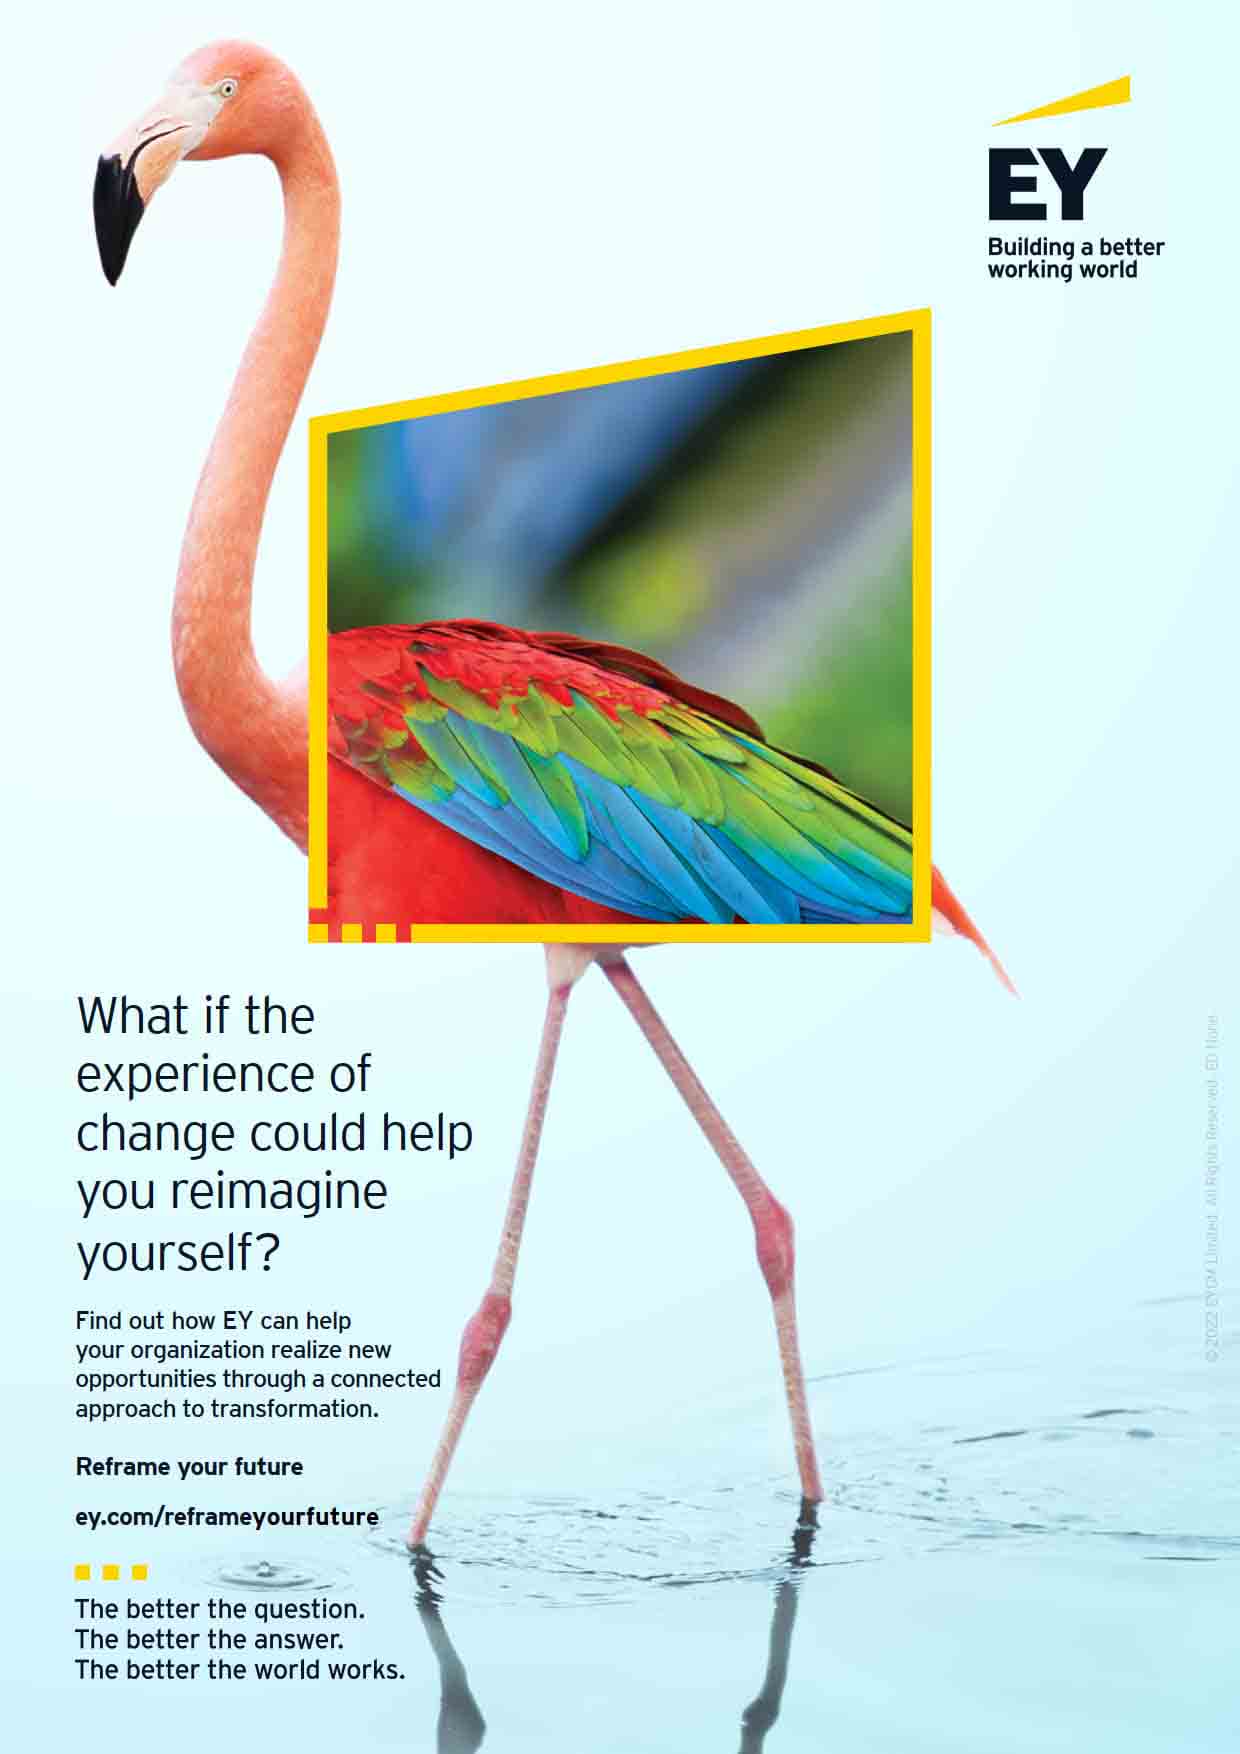 EY
Building a better
working world
What if the
experience of
change could help
you reimagine
yourself?
Find out how EY can help
your organization realize new
opportunities through a connected
approach to transformation.
Reframe your future
ey.com/reframeyourfuture
The better the question.
The better the answer.
The better the world works.
© 2022 EYGM Limited. All Rights Reserved. ED None.